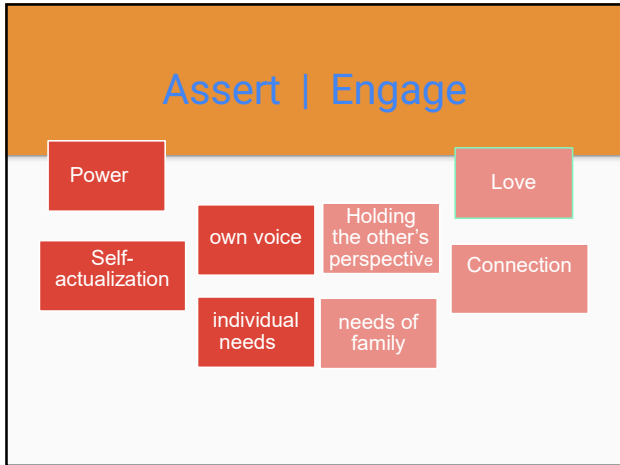 Assert | Engage
Power
Love
own voice
Holding
the other's
perspective
Self-
actualization
Connection
individual
needs
needs of
family